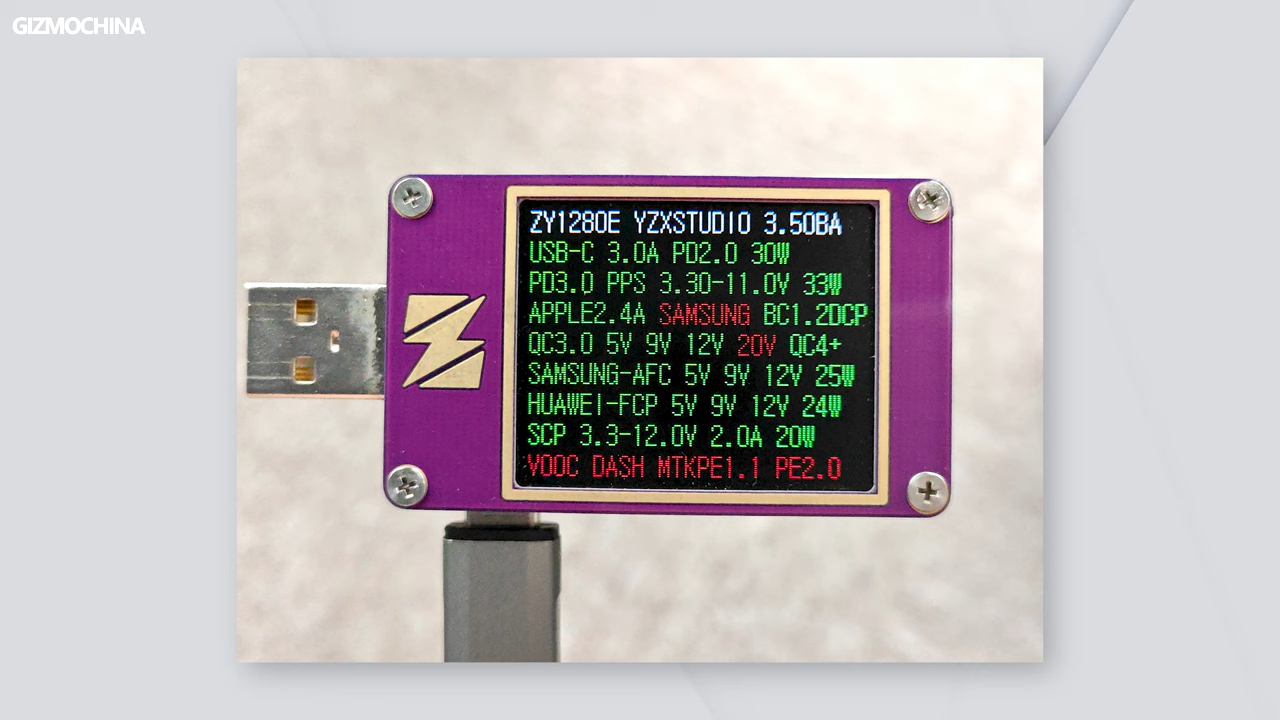 GIZMOCHINA
ZY1280E YZXSTUDIO 3.50BA
USB-C 3.0A PD2.0 30W
PD3.0 PPS 3.30-11.0V 33W
APPLE2.4A SAMSUNG BC1.2DCP
QC3.0 5V 9V 12V 20V QC4+
SAMSUNG-AFC 5V 9V 12V 25W
HUAWEI-FCP 5V 9V 12V 24W
SCP 3.3-12.0V 2.0A 20W
VOOC DASH MTKPE1.1 PE2.0